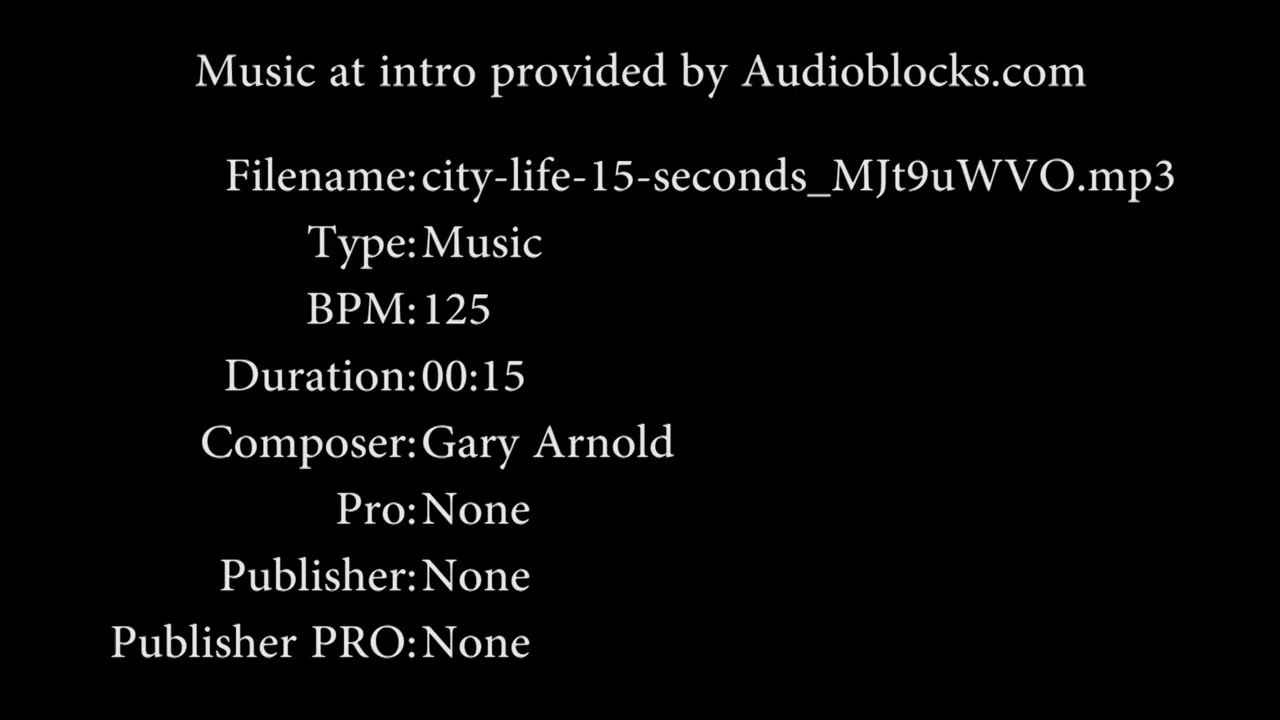 Music at intro provided by Audioblocks.com
Filename: city-life-15-seconds_MJt9uWVO.mp3
Type: Music
BPM: 125
Duration: 00:15
Composer: Gary Arnold
Pro: None
Publisher: None
Publisher PRO: None